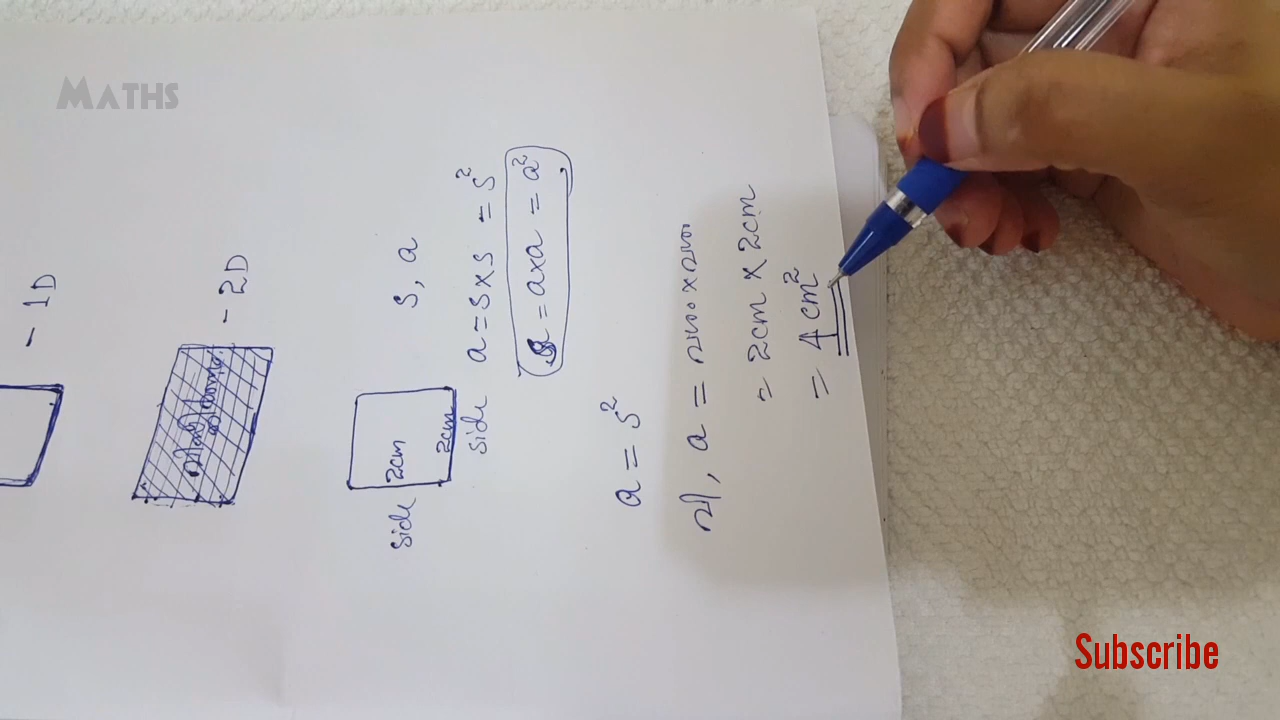 MATHS
- 1D
- 2D
2cm
2cm
side
side
s, a
a = s × s = s²
= a×a = a²
a = s²
, a =
= 2cm × 2cm
= 4 cm²
Subscribe